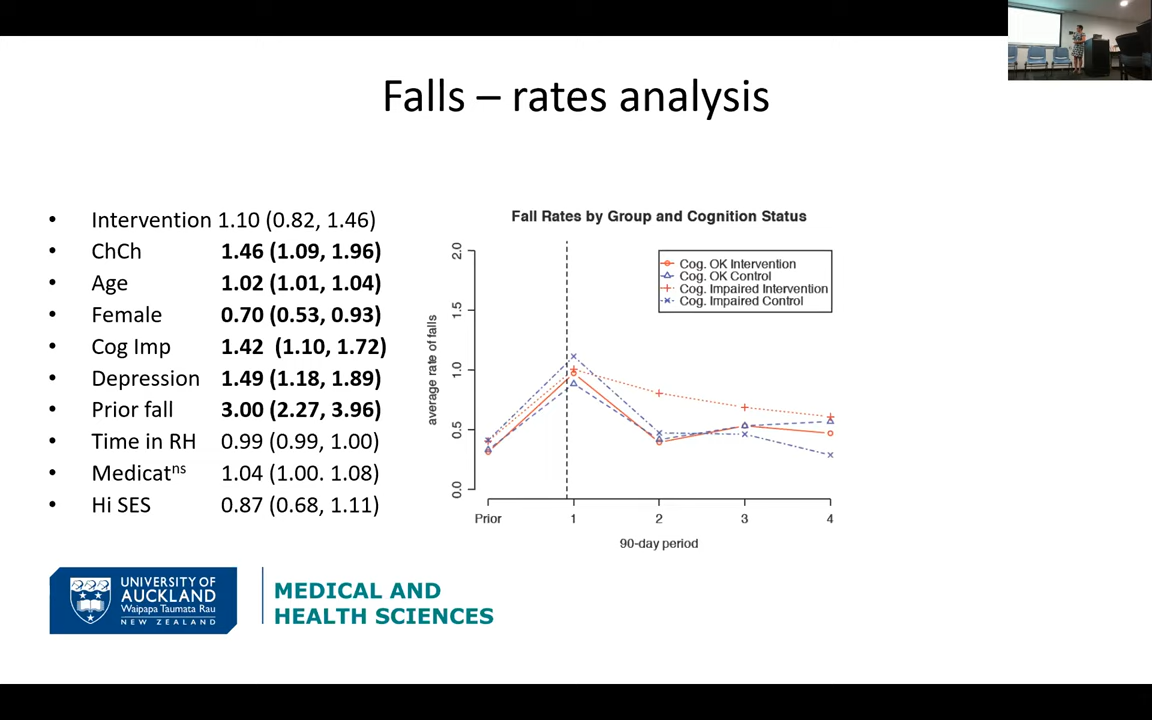 Falls – rates analysis
• Intervention 1.10 (0.82, 1.46)
• ChCh 1.46 (1.09, 1.96)
• Age 1.02 (1.01, 1.04)
• Female 0.70 (0.53, 0.93)
• Cog Imp 1.42 (1.10, 1.72)
• Depression 1.49 (1.18, 1.89)
• Prior fall 3.00 (2.27, 3.96)
• Time in RH 0.99 (0.99, 1.00)
• Medicatns 1.04 (1.00. 1.08)
• Hi SES 0.87 (0.68, 1.11)
Fall Rates by Group and Cognition Status
Cog. OK Intervention
Cog. OK Control
Cog. Impaired Intervention
Cog. Impaired Control
average rate of falls
2.0
1.5
1.0
0.5
0.0
Prior 1 2 3 4
90-day period
UNIVERSITY OF
AUCKLAND
Waipapa Taumata Rau
NEW ZEALAND
MEDICAL AND
HEALTH SCIENCES